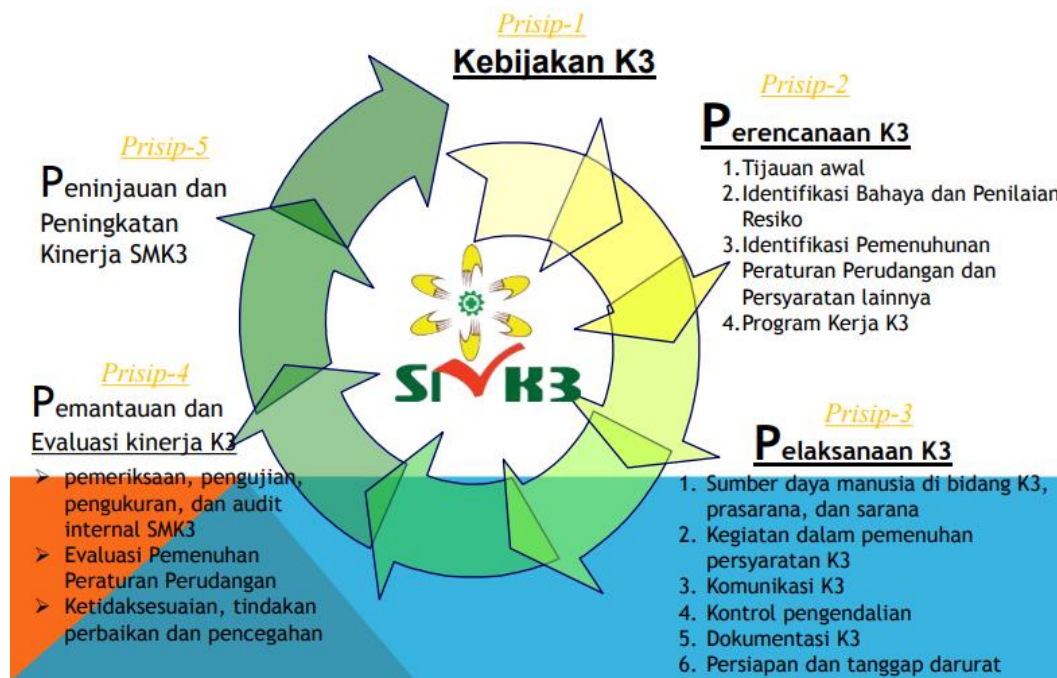 Prisip-1
Kebijakan K3
Prisip-2
Perencanaan K3
1.Tijauan awal
2.Identifikasi Bahaya dan Penilaian
Resiko
3.Identifikasi Pemenuhunan
Peraturan Perudangan dan
Persyaratan lainnya
4.Program Kerja K3
Prisip-3
Pelaksanaan K3
1. Sumber daya manusia di bidang K3,
prasarana, dan sarana
2. Kegiatan dalam pemenuhan
persyaratan K3
3. Komunikasi K3
4. Kontrol pengendalian
5. Dokumentasi K3
6. Persiapan dan tanggap darurat
Prisip-4
Pemantauan dan
Evaluasi kinerja K3
➢ pemeriksaan, pengujian,
pengukuran, dan audit
internal SMK3
➢ Evaluasi Pemenuhan
Peraturan Perudangan
➢ Ketidaksesuaian, tindakan
perbaikan dan pencegahan
Prisip-5
Peninjauan dan
Peningkatan
Kinerja SMK3
SMK3